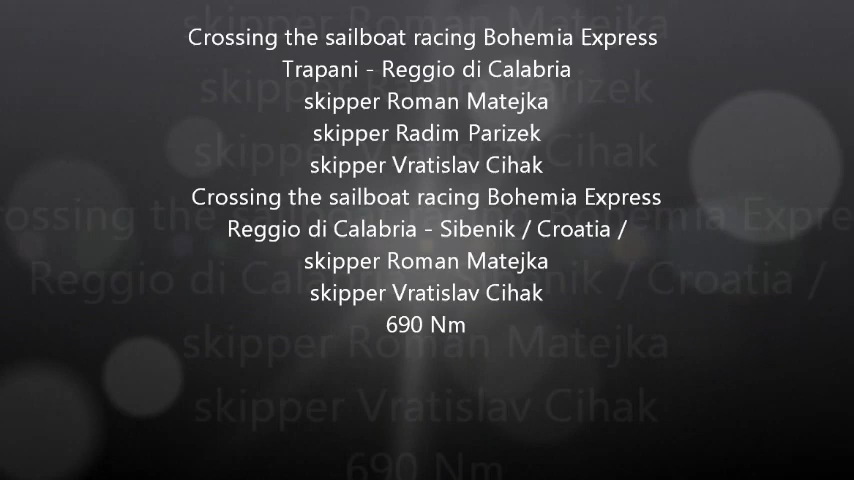 Crossing the sailboat racing Bohemia Express
Trapani - Reggio di Calabria
skipper Roman Matejka
skipper Radim Parizek
skipper Vratislav Cihak
Crossing the sailboat racing Bohemia Express
Reggio di Calabria - Sibenik / Croatia /
skipper Roman Matejka
skipper Vratislav Cihak
690 Nm